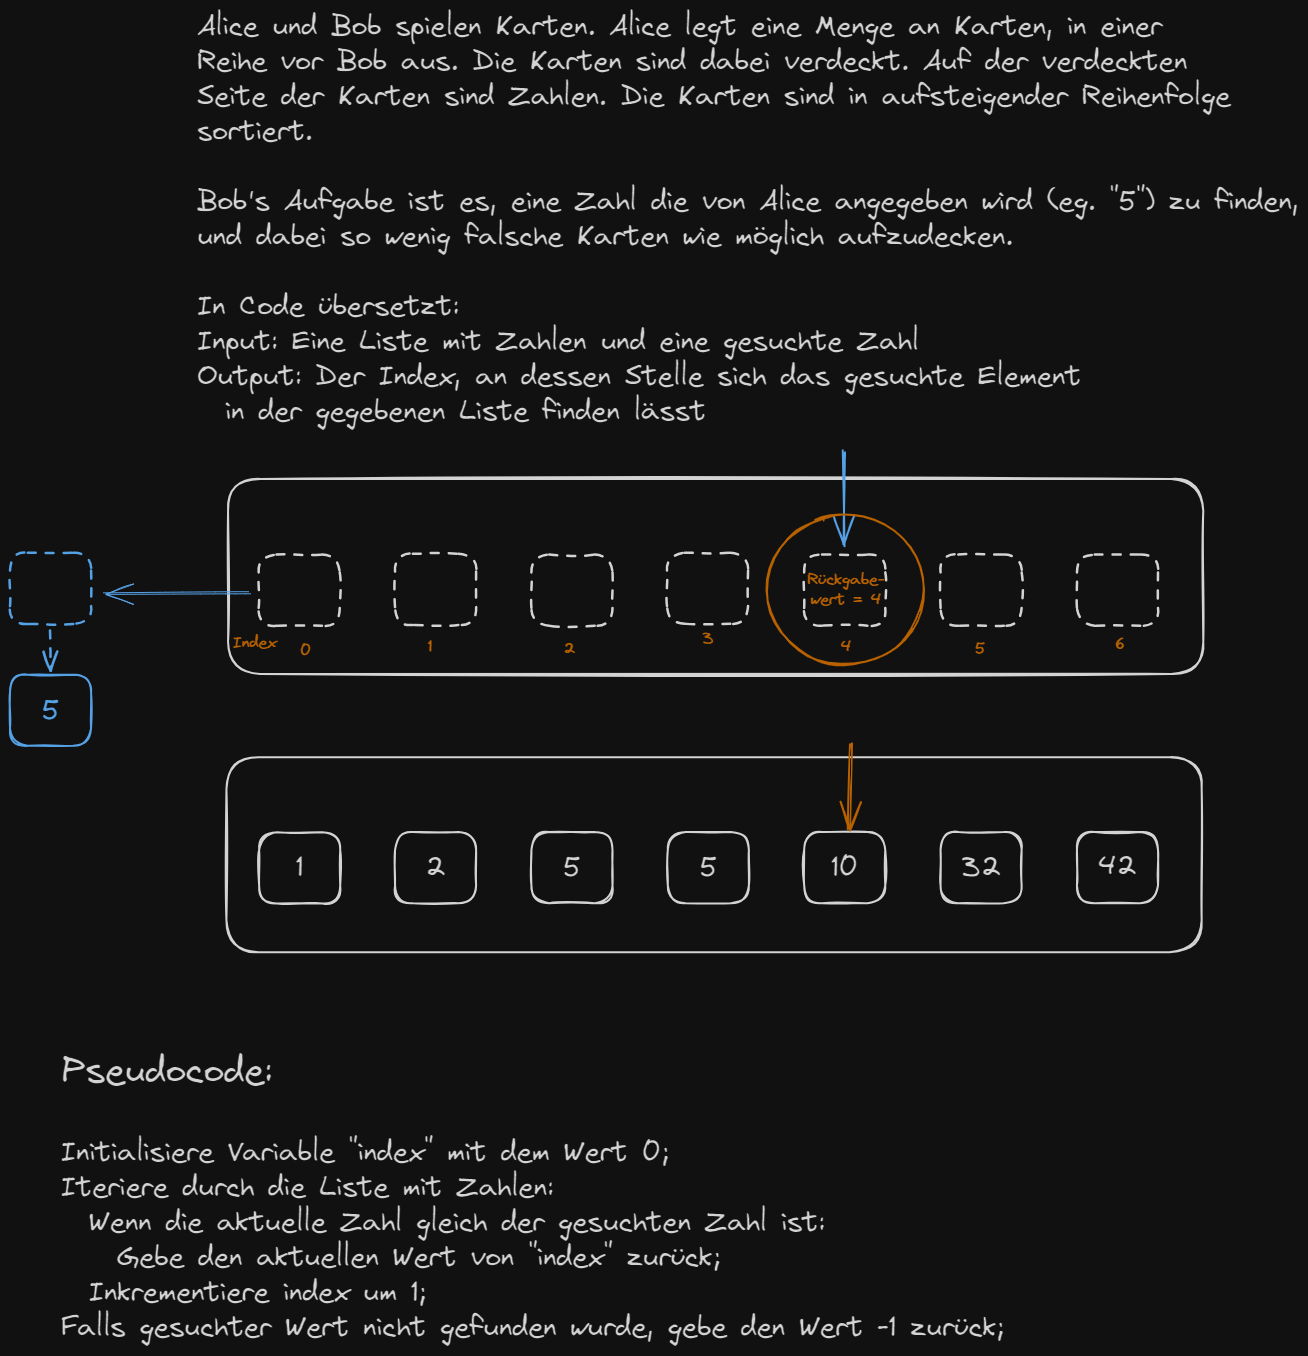 Alice und Bob spielen Karten. Alice legt eine Menge an Karten, in einer
Reihe vor Bob aus. Die Karten sind dabei verdeckt. Auf der verdeckten
Seite der Karten sind Zahlen. Die Karten sind in aufsteigender Reihenfolge
sortiert.
Bob's Aufgabe ist es, eine Zahl die von Alice angegeben wird (eg. "5") zu finden,
und dabei so wenig falsche Karten wie möglich aufzudecken.
In Code übersetzt:
Input: Eine Liste mit Zahlen und eine gesuchte Zahl
Output: Der Index, an dessen Stelle sich das gesuchte Element
in der gegebenen Liste finden lässt
Rückgabe-
wert = 4
Index 0 1 2 3 4 5 6
5
1 2 5 5 10 32 42
Pseudocode:
Initialisiere Variable "index" mit dem Wert 0;
Iteriere durch die Liste mit Zahlen:
Wenn die aktuelle Zahl gleich der gesuchten Zahl ist:
Gebe den aktuellen Wert von "index" zurück;
Inkrementiere index um 1;
Falls gesuchter Wert nicht gefunden wurde, gebe den Wert -1 zurück;